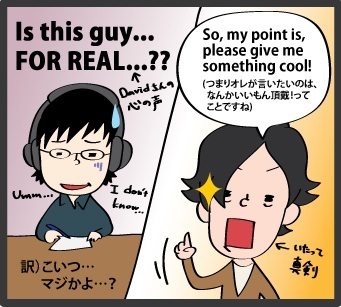 Is this guy...
FOR REAL...??
Davidさんの
心の声
Umm...
I don't
know...
訳)こいつ…
マジかよ…?
So, my point is,
please give me
something cool!
(つまりオレが言いたいのは、
なんかいいもん頂戴!って
ことですね)
いたって
真剣